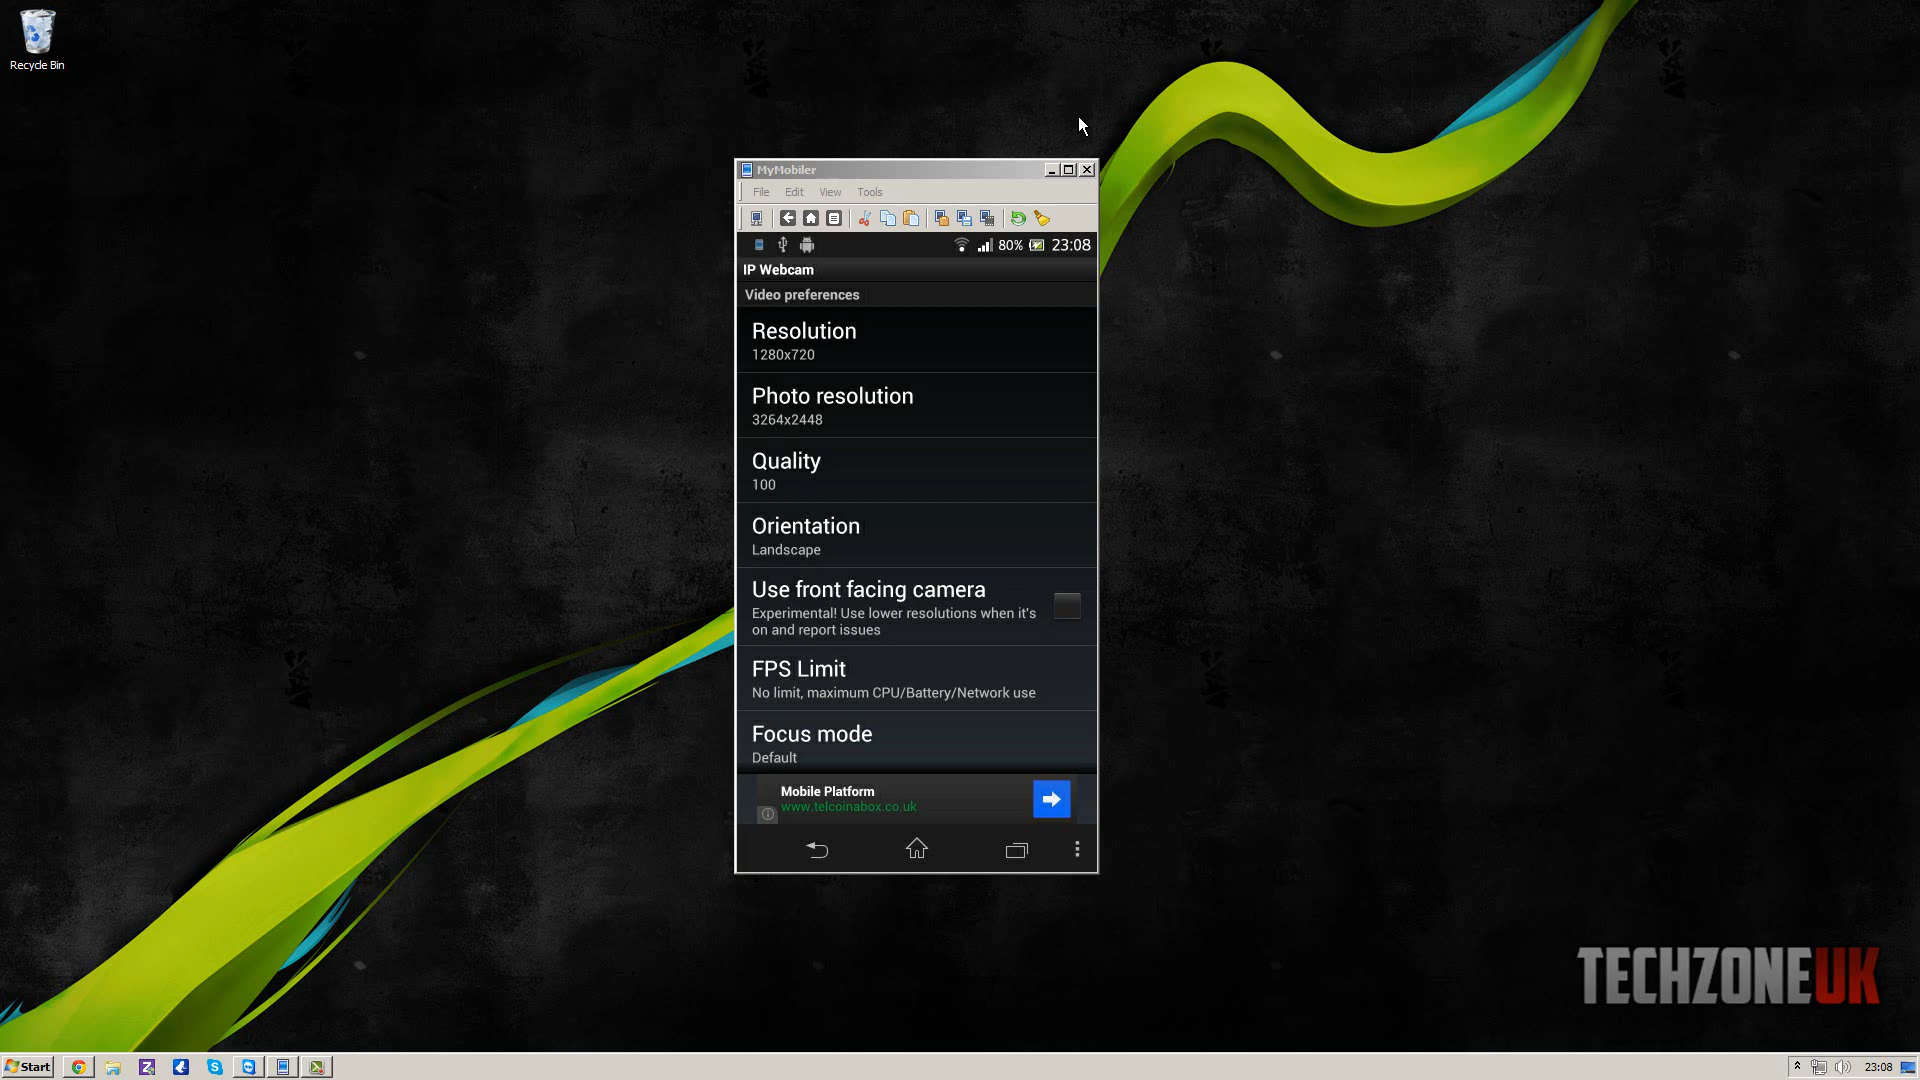 Recycle Bin
MyMobiler
File Edit View Tools
80% 23:08
IP Webcam
Video preferences
Resolution
1280x720
Photo resolution
3264x2448
Quality
100
Orientation
Landscape
Use front facing camera
Experimental! Use lower resolutions when it's
on and report issues
FPS Limit
No limit, maximum CPU/Battery/Network use
Focus mode
Default
Mobile Platform
www.telcoinabox.co.uk
TECHZONEUK
Start
23:08